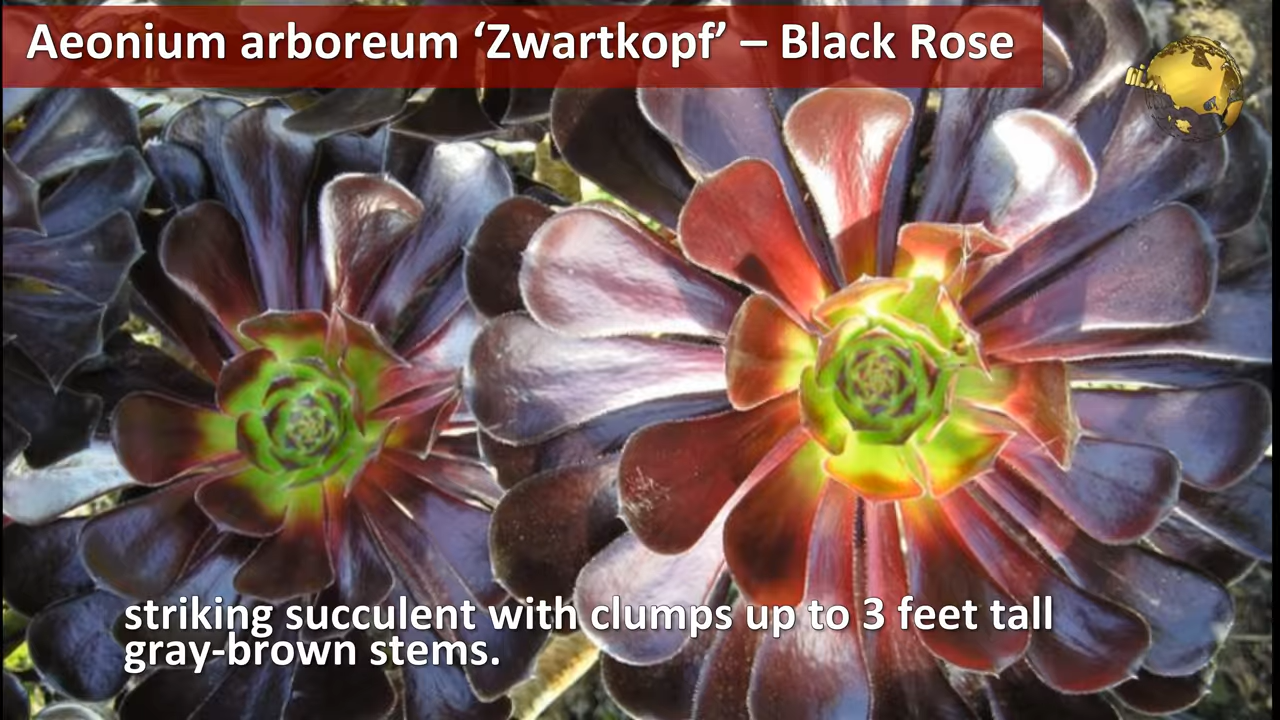 Aeonium arboreum ‘Zwartkopf’ – Black Rose
striking succulent with clumps up to 3 feet tall
gray-brown stems.